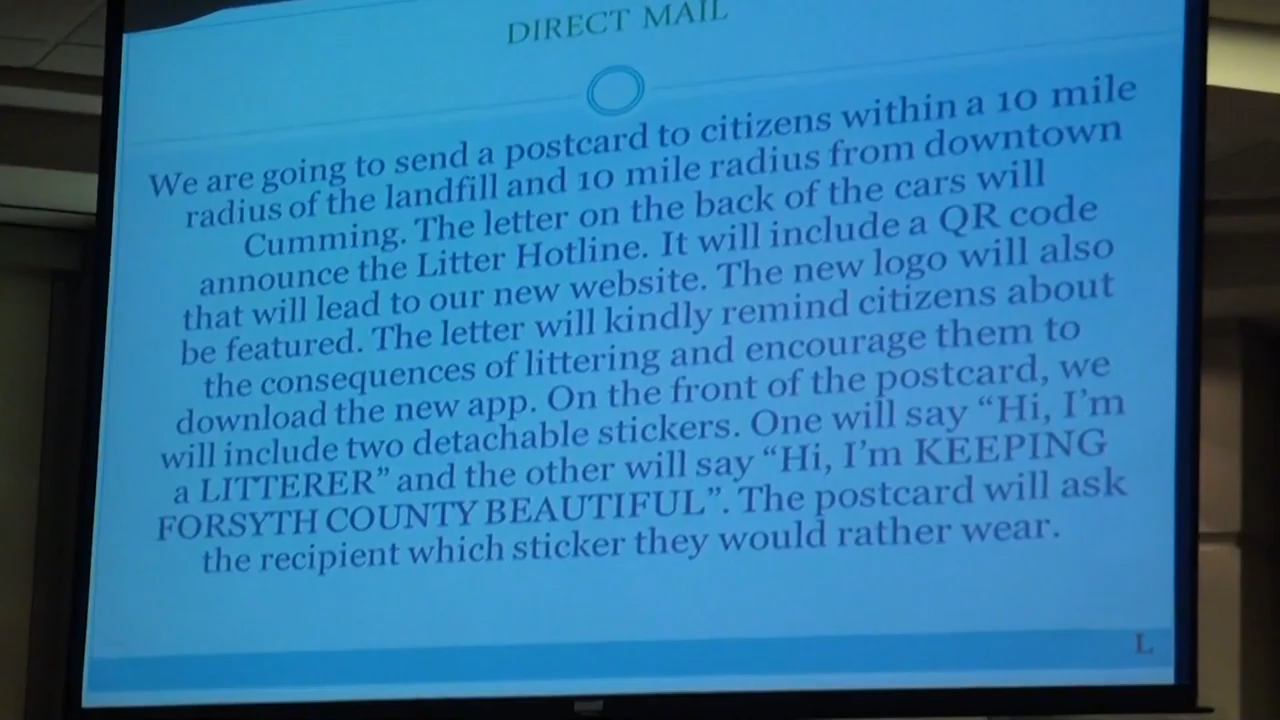 DIRECT MAIL
We are going to send a postcard to citizens within a 10 mile
radius of the landfill and 10 mile radius from downtown
Cumming. The letter on the back of the cars will
announce the Litter Hotline. It will include a QR code
that will lead to our new website. The new logo will also
be featured. The letter will kindly remind citizens about
the consequences of littering and encourage them to
download the new app. On the front of the postcard, we
will include two detachable stickers. One will say “Hi, I’m
a LITTERER” and the other will say “Hi, I’m KEEPING
FORSYTH COUNTY BEAUTIFUL”. The postcard will ask
the recipient which sticker they would rather wear.
L